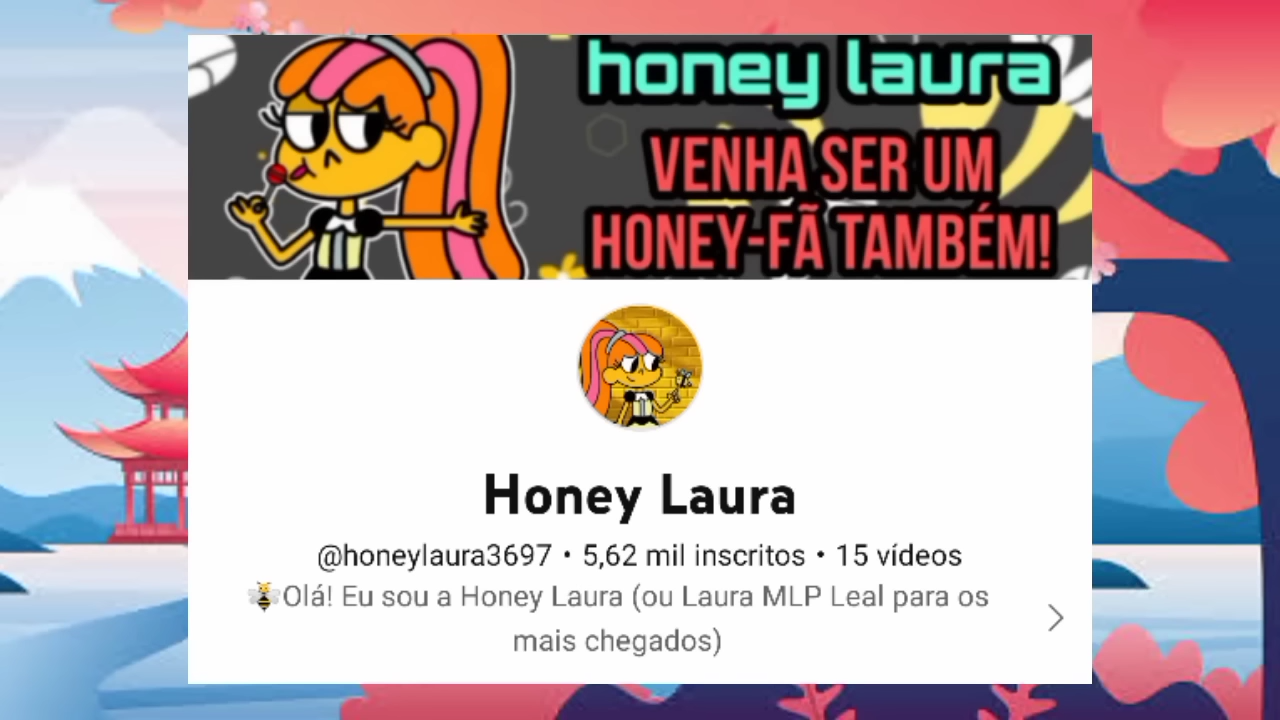 honey laura
VENHA SER UM
HONEY-FÃ TAMBÉM!
Honey Laura
@honeylaura3697 • 5,62 mil inscritos • 15 vídeos
🐝Olá! Eu sou a Honey Laura (ou Laura MLP Leal para os
mais chegados)